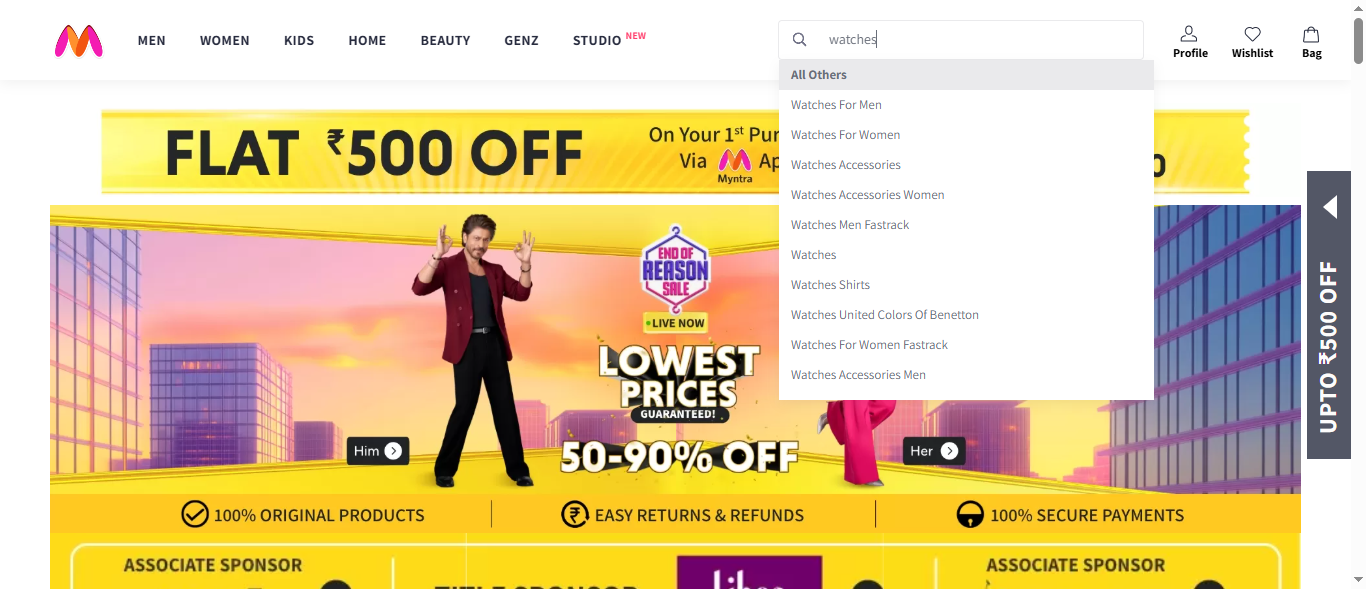 MEN WOMEN KIDS HOME BEAUTY GENZ STUDIO NEW
watches
Profile Wishlist Bag
All Others
Watches For Men
Watches For Women
Watches Accessories
Watches Accessories Women
Watches Men Fastrack
Watches
Watches Shirts
Watches United Colors Of Benetton
Watches For Women Fastrack
Watches Accessories Men
FLAT ₹500 OFF
On Your 1st Pur
Via Myntra Ap
UPTO ₹500 OFF
END OF
REASON
SALE
LIVE NOW
LOWEST
PRICES
GUARANTEED!
50-90% OFF
Him
Her
100% ORIGINAL PRODUCTS
EASY RETURNS & REFUNDS
100% SECURE PAYMENTS
ASSOCIATE SPONSOR
ASSOCIATE SPONSOR